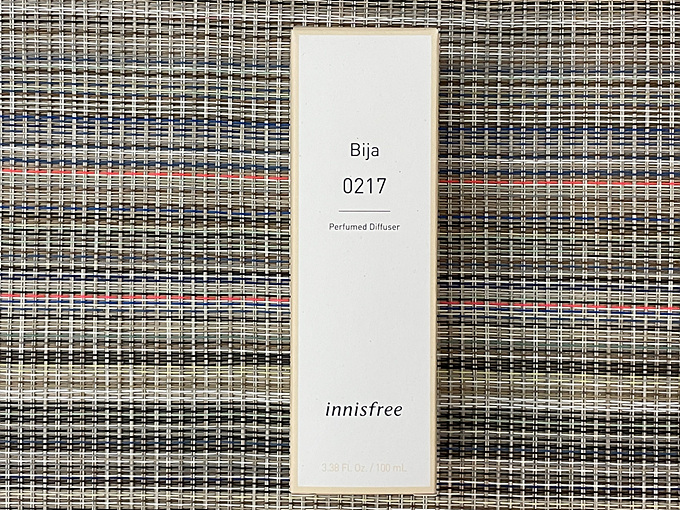 Bija
0217
Perfumed Diffuser
innisfree
3.38 Fl. Oz. / 100 mL